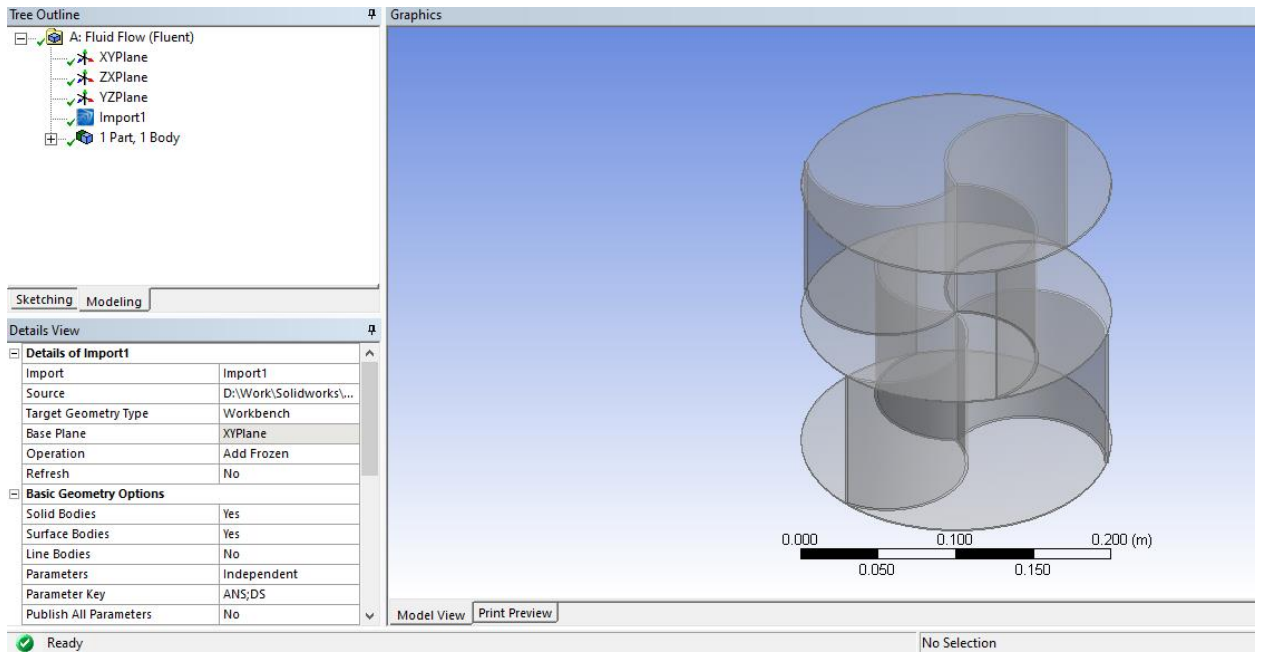 Tree Outline
A: Fluid Flow (Fluent)
XYPlane
ZXPlane
YZPlane
Import1
1 Part, 1 Body
Sketching Modeling
Details View
Details of Import1
Import Import1
Source D:\Work\Solidworks\...
Target Geometry Type Workbench
Base Plane XYPlane
Operation Add Frozen
Refresh No
Basic Geometry Options
Solid Bodies Yes
Surface Bodies Yes
Line Bodies No
Parameters Independent
Parameter Key ANS;DS
Publish All Parameters No
Graphics
0.000 0.100 0.200 (m)
0.050 0.150
Model View Print Preview
Ready
No Selection